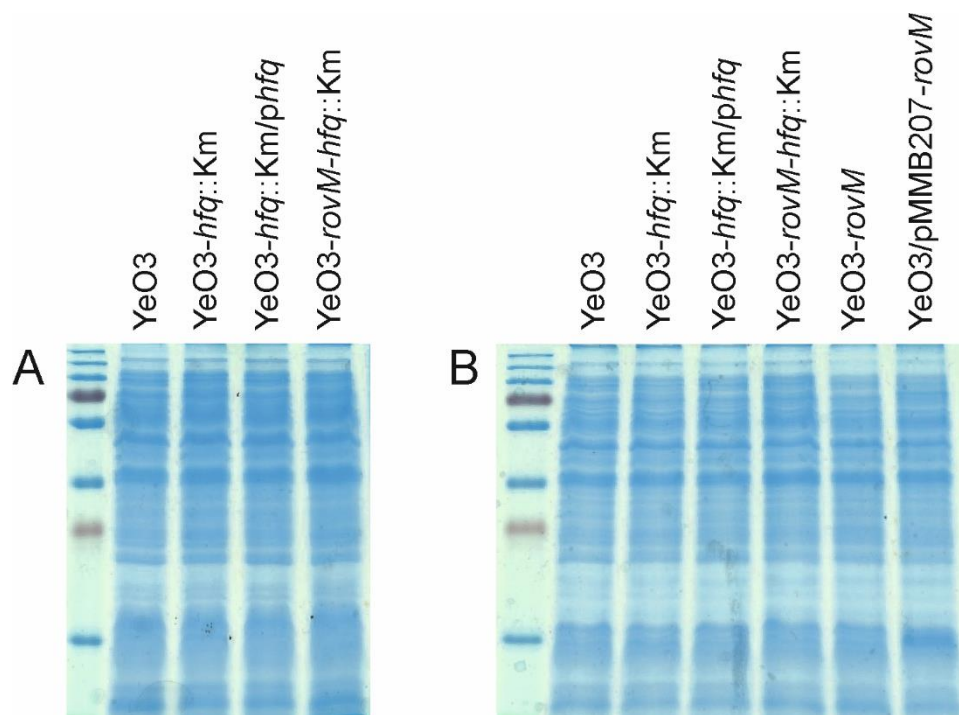 A
YeO3
YeO3-hfq::Km
YeO3-hfq::Km/phfq
YeO3-rovM-hfq::Km
B
YeO3
YeO3-hfq::Km
YeO3-hfq::Km/phfq
YeO3-rovM-hfq::Km
YeO3-rovM
YeO3/pMMB207-rovM